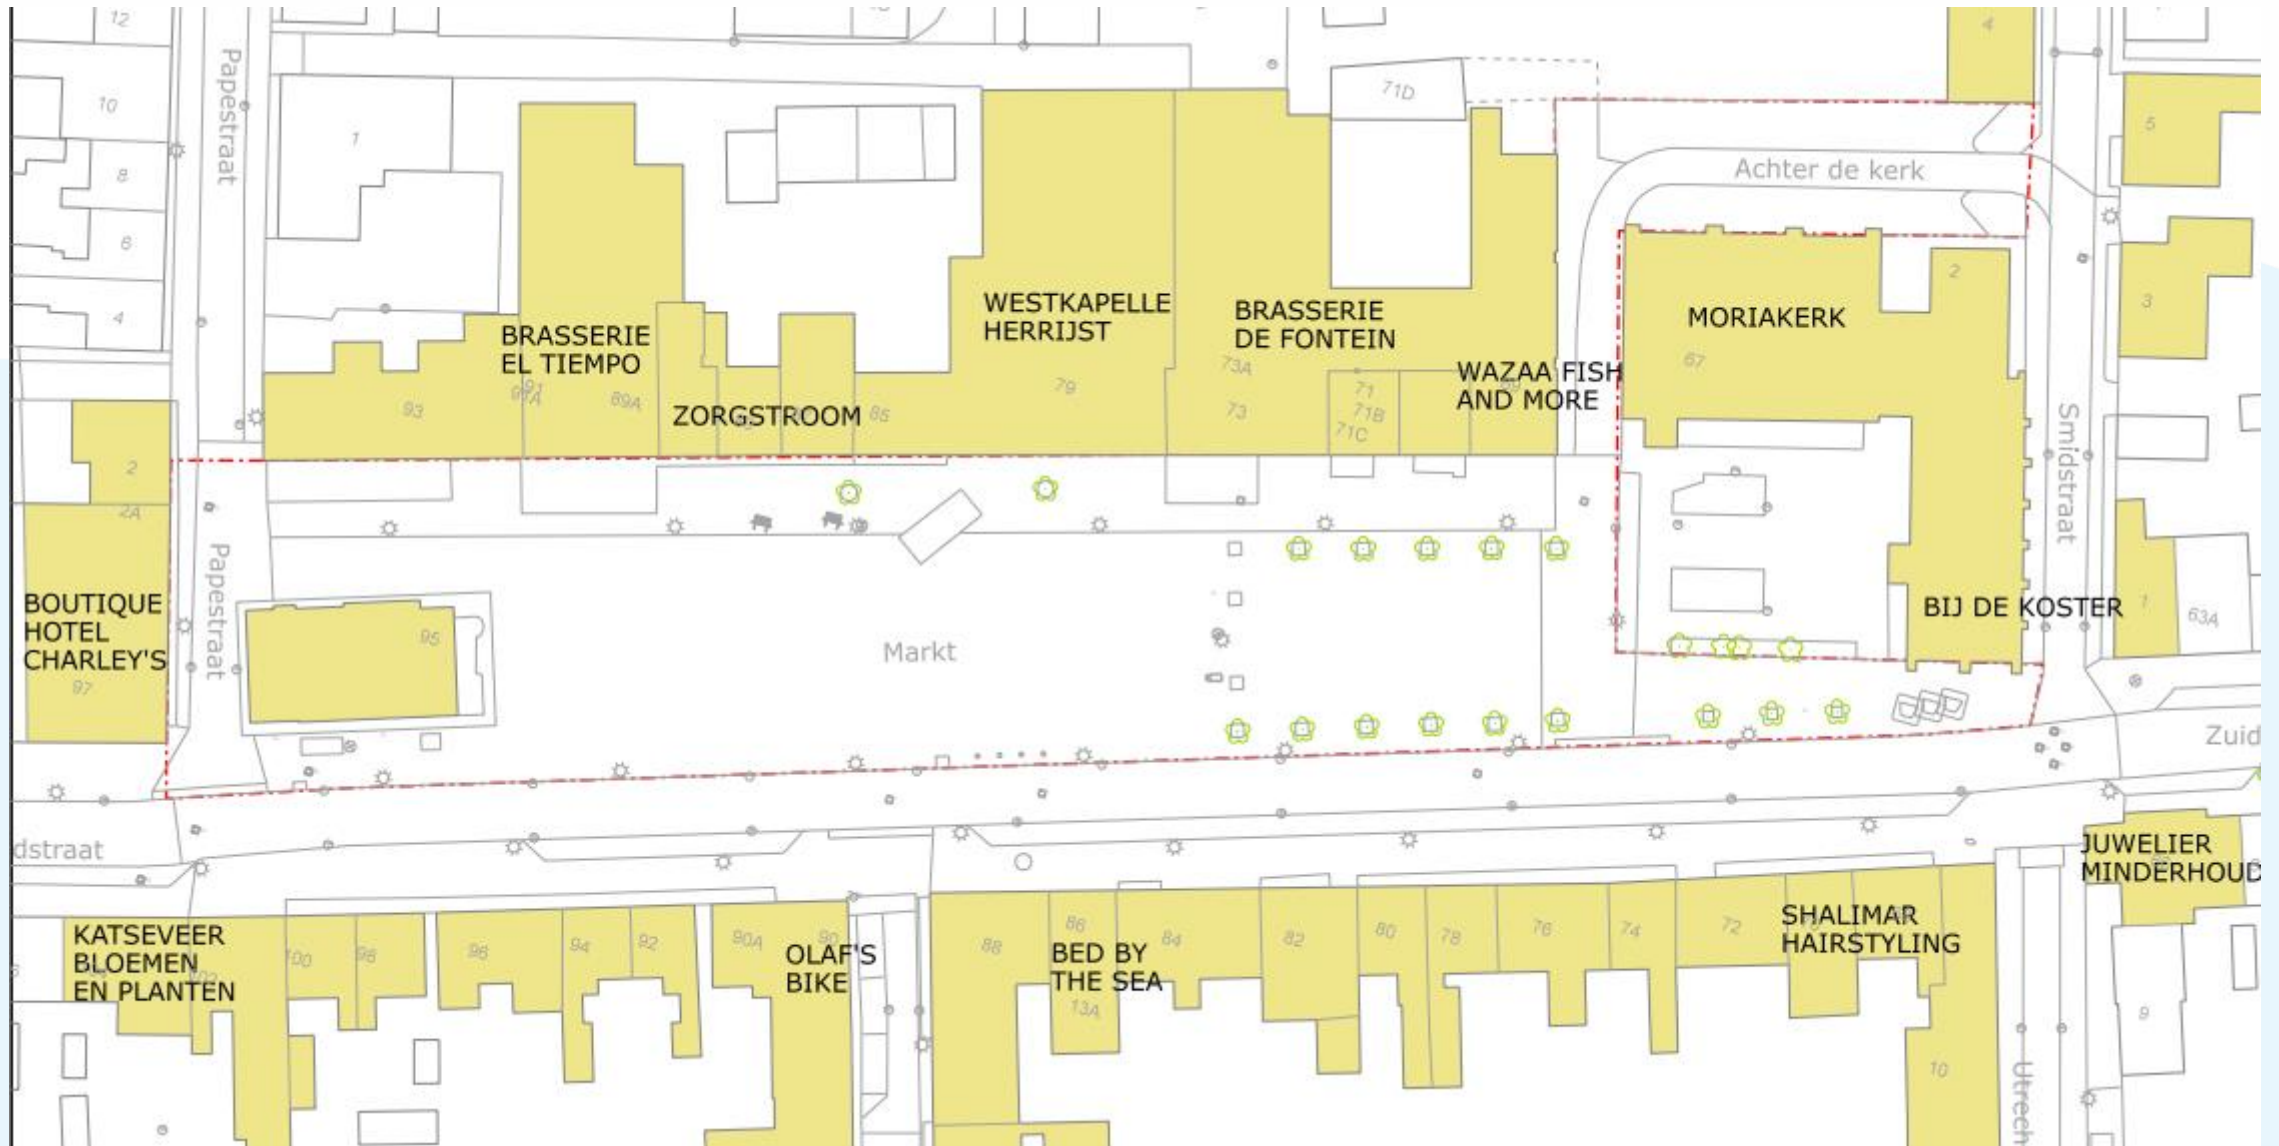 12
4
Papestraat
71D
10
5
1
Achter de kerk
8
6
2
WESTKAPELLE
HERRIJST
BRASSERIE
DE FONTEIN
MORIAKERK
3
4
BRASSERIE
EL TIEMPO
67
73A
WAZAA FISH
AND MORE
91
91A
89A
79
71
71B
71C
93
73
ZORGSTROOM
85
Smidstraat
2
2A
Papestraat
BOUTIQUE
HOTEL
CHARLEY'S
97
95
Markt
BIJ DE KOSTER
1
63A
Zuid
dstraat
JUWELIER
MINDERHOUD
KATSEVEER
BLOEMEN
EN PLANTEN
102
100
98
96
94
92
90A
90
OLAF'S
BIKE
88
86
BED BY
THE SEA
13A
84
82
80
78
76
74
72
SHALIMAR
HAIRSTYLING
10
9
Utrech